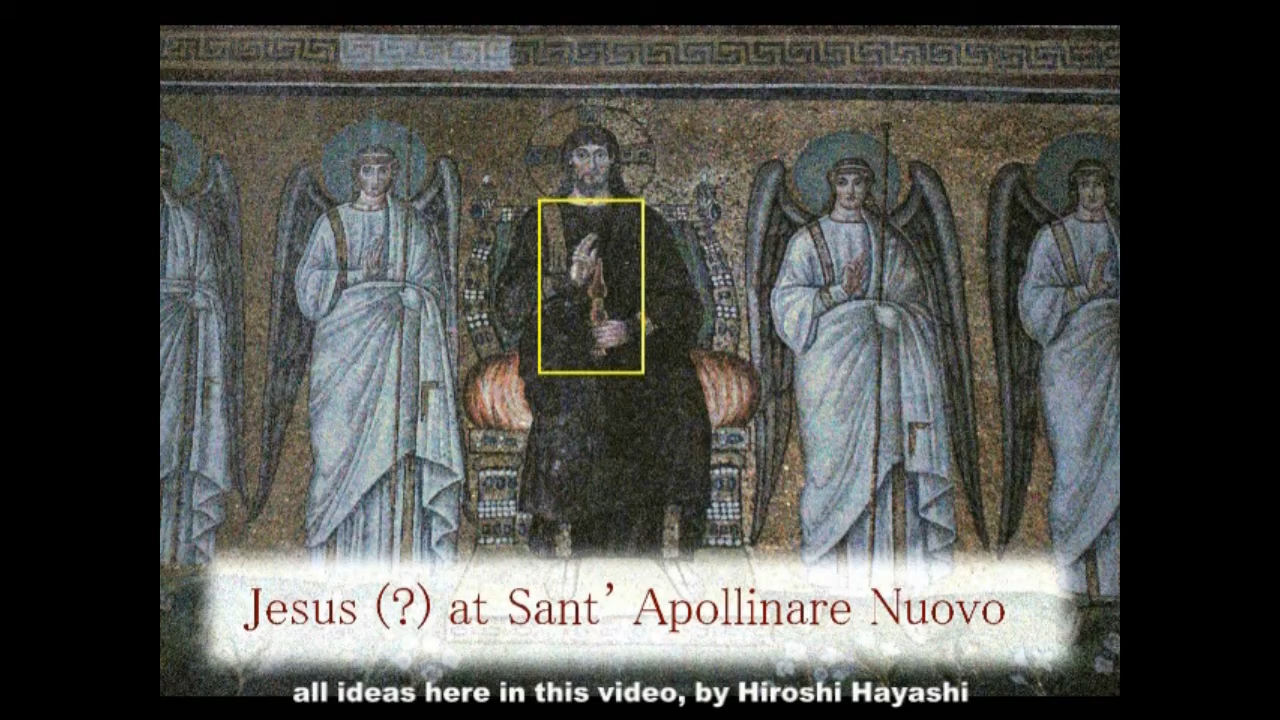 Jesus (?) at Sant’ Apollinare Nuovo
all ideas here in this video, by Hiroshi Hayashi